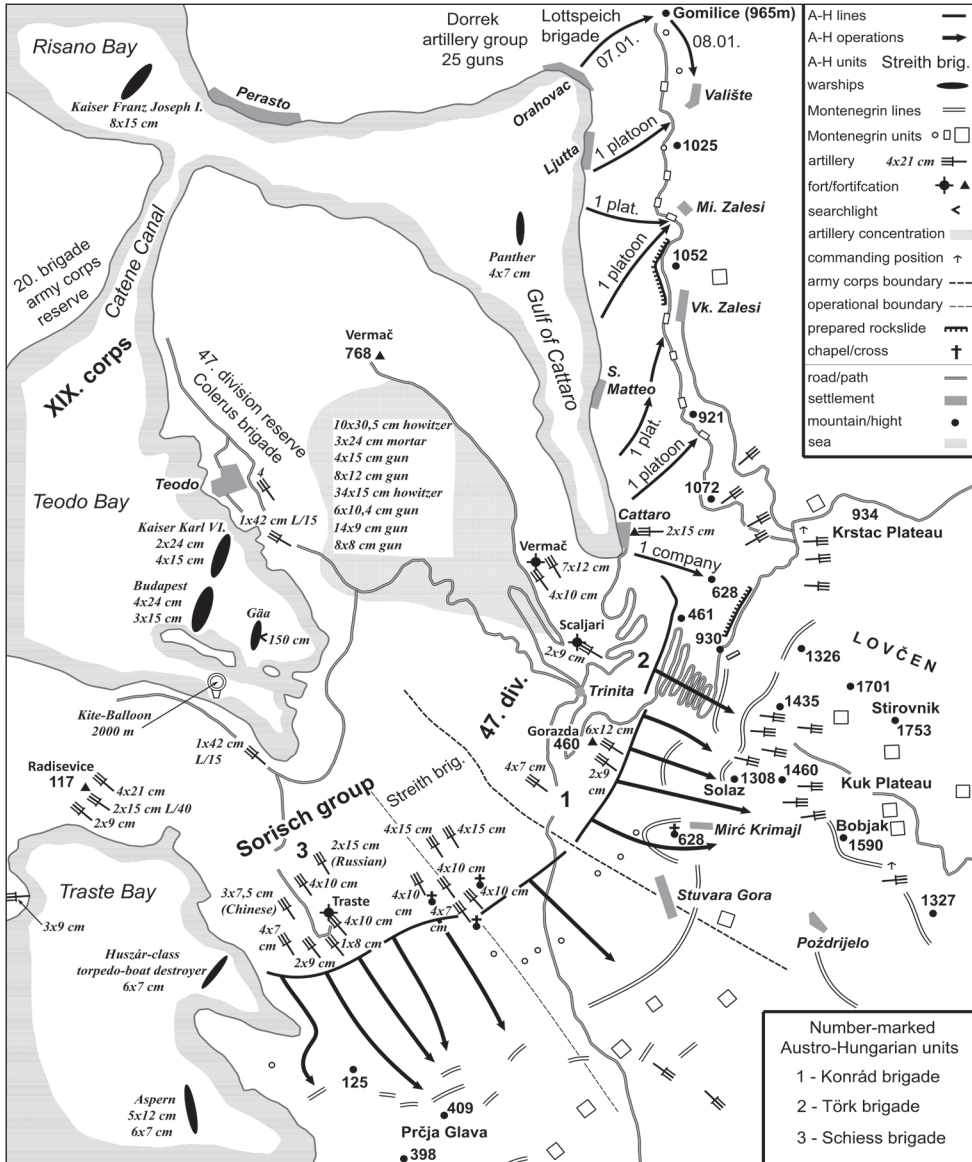 Risano Bay
Kaiser Franz Joseph I.
8x15 cm
Perasto
Dorrek
artillery group
25 guns
Lottspeich
brigade
07.01.
Gomilice (965m)
08.01.
Orahovac
Valište
Ljutta
1 platoon
1025
1 plat.
Mi. Zalesi
1 platoon
1052
Vk. Zalesi
Panther
4x7 cm
Gulf of Cattaro
20. brigade
army corps
reserve
Catene Canal
XIX. corps
Vermač
768
47. division reserve
Colerus brigade
S.
Matteo
921
1 plat.
1 platoon
1072
10x30,5 cm howitzer
3x24 cm mortar
4x15 cm gun
8x12 cm gun
34x15 cm howitzer
6x10,4 cm gun
14x9 cm gun
8x8 cm gun
Teodo Bay
Teodo
4
1x42 cm L/15
Kaiser Karl VI.
2x24 cm
4x15 cm
Budapest
4x24 cm
3x15 cm
Gäa
150 cm
Kite-Balloon
2000 m
Cattaro
2x15 cm
1 company
628
934
Krstac Plateau
Vermač
7x12 cm
4x10 cm
Scaljari
2x9 cm
461
930
2
Trinita
1326
LOVČEN
1701
1435
Stirovnik
1753
47. div.
Gorazda
460
6x12 cm
2x9
cm
4x7 cm
1
Solaz
1308
1460
Kuk Plateau
Mirć Krimajl
628
Bobjak
1590
1327
Stuvara Gora
Poździjelo
1x42 cm
L/15
Radisevice
117
4x21 cm
2x15 cm L/40
2x9 cm
Traste Bay
3x9 cm
Sorisch group
Streith brig.
3
2x15 cm
(Russian)
4x15 cm
4x15 cm
4x10 cm
3x7,5 cm
(Chinese)
Traste
4x10 cm
4x7
cm
2x9 cm
1x8 cm
4x10
cm
4x10 cm
4x10 cm
4x7
cm
Huszár-class
torpedo-boat destroyer
6x7 cm
Aspern
5x12 cm
6x7 cm
125
409
Prčja Glava
398
A-H lines
A-H operations
A-H units Streith brig.
warships
Montenegrin lines
Montenegrin units
artillery 4x21 cm
fort/fortifcation
searchlight
artillery concentration
commanding position
army corps boundary
operational boundary
prepared rockslide
chapel/cross
road/path
settlement
mountain/hight
sea
Number-marked
Austro-Hungarian units
1 - Konrád brigade
2 - Törk brigade
3 - Schiess brigade